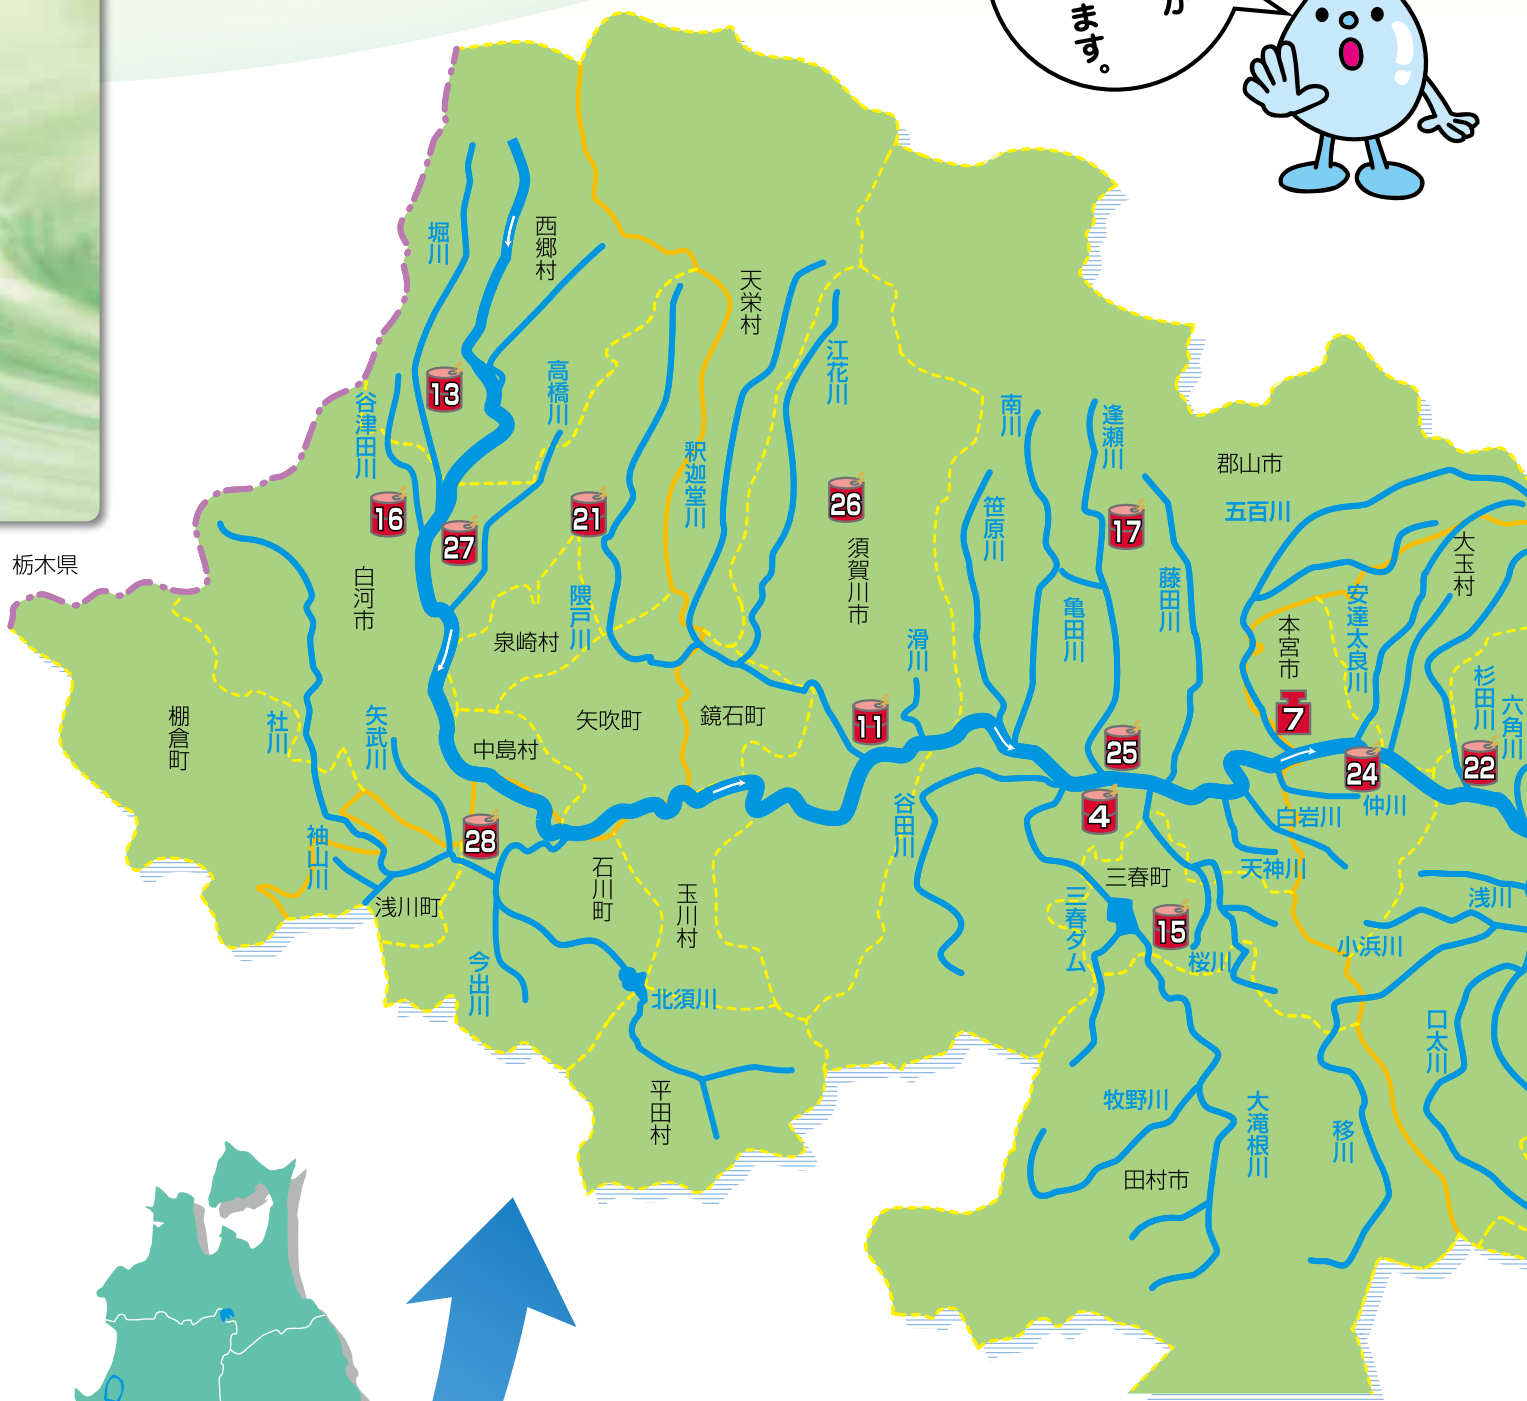 が
ます。
堀川
西郷村
天栄村
江花川
13
高橋川
谷津田川
南川
逢瀬川
釈迦堂川
郡山市
五百川
16
27
21
26
笹原川
17
大玉村
栃木県
白河市
隈戸川
須賀川市
亀田川
藤田川
安達太良川
泉崎村
滑川
本宮市
杉田川
六角川
棚倉町
社川
矢武川
矢吹町
鏡石町
11
7
中島村
25
24
22
28
谷田川
4
白岩川
仲川
袖山川
石川町
玉川村
三春町
天神川
浅川
浅川町
三春ダム
15
桜川
小浜川
今出川
北須川
口太川
平田村
牧野川
大滝根川
移川
田村市